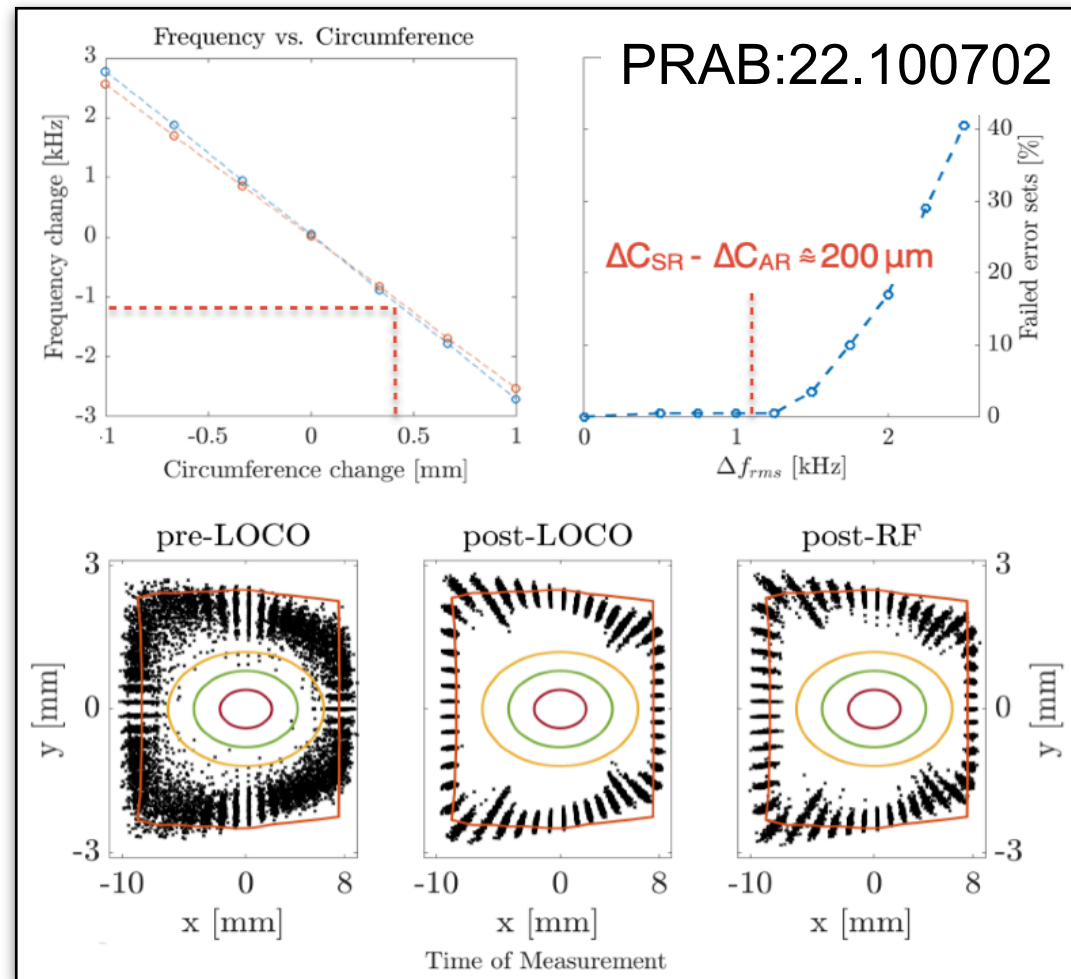 PRAB:22.100702
Frequency vs. Circumference
Frequency change [kHz]
3
2
1
0
-1
-2
-3
-1
-0.5
0
0.5
1
Circumference change [mm]
ΔC_SR - ΔC_AR ≈ 200 μm
Failed error sets [%]
40
30
20
10
0
0
1
2
Δf_rms [kHz]
pre-LOCO
post-LOCO
post-RF
y [mm]
3
0
-3
-10
0
8
x [mm]
-10
0
8
x [mm]
-10
0
8
x [mm]
3
0
-3
y [mm]
Time of Measurement